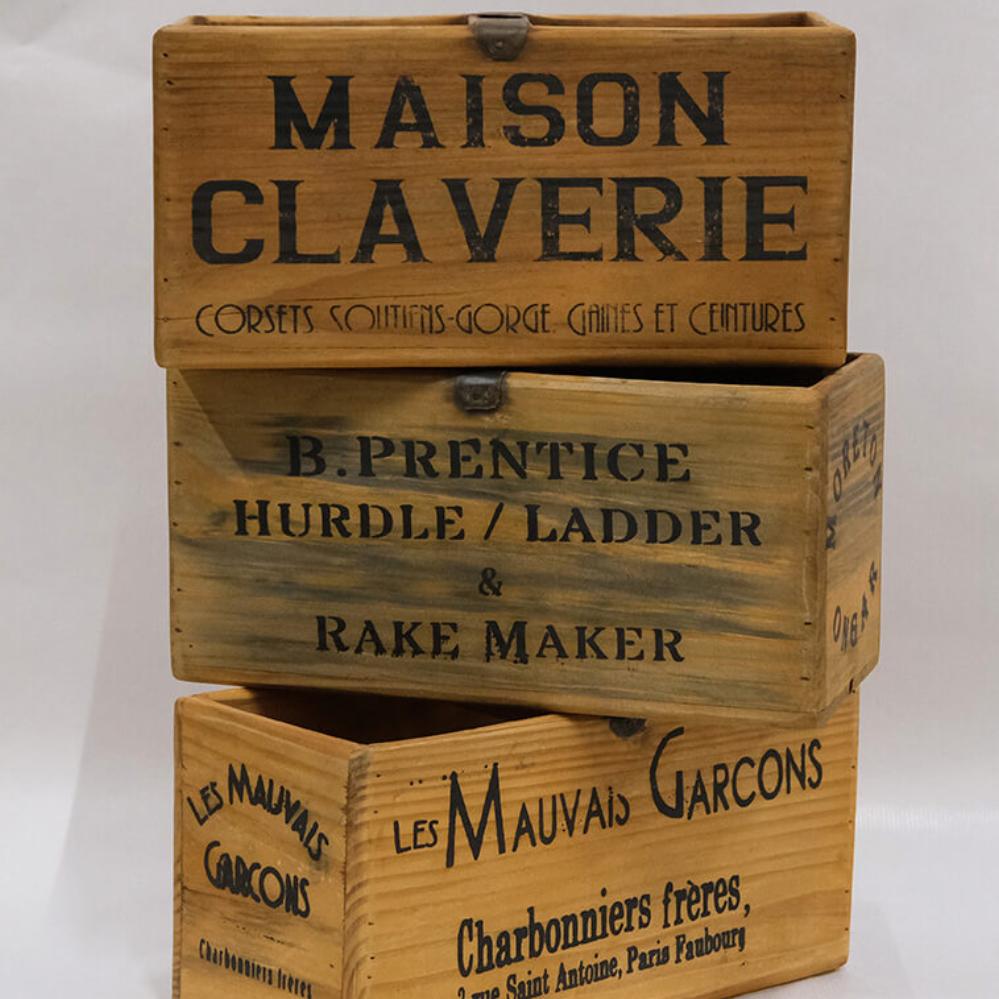 MAISON
CLAVERIE
CORSETS SOUTIENS-GORGE. GAINES ET CEINTURES
B. PRENTICE
HURDLE / LADDER
&
RAKE MAKER
MORETON
ONGAR
LES MAUVAIS GARCONS
Charbonniers frères,
rue Saint Antoine, Paris Faubourg
LES MAUVAIS
GARCONS
Charbonniers frères